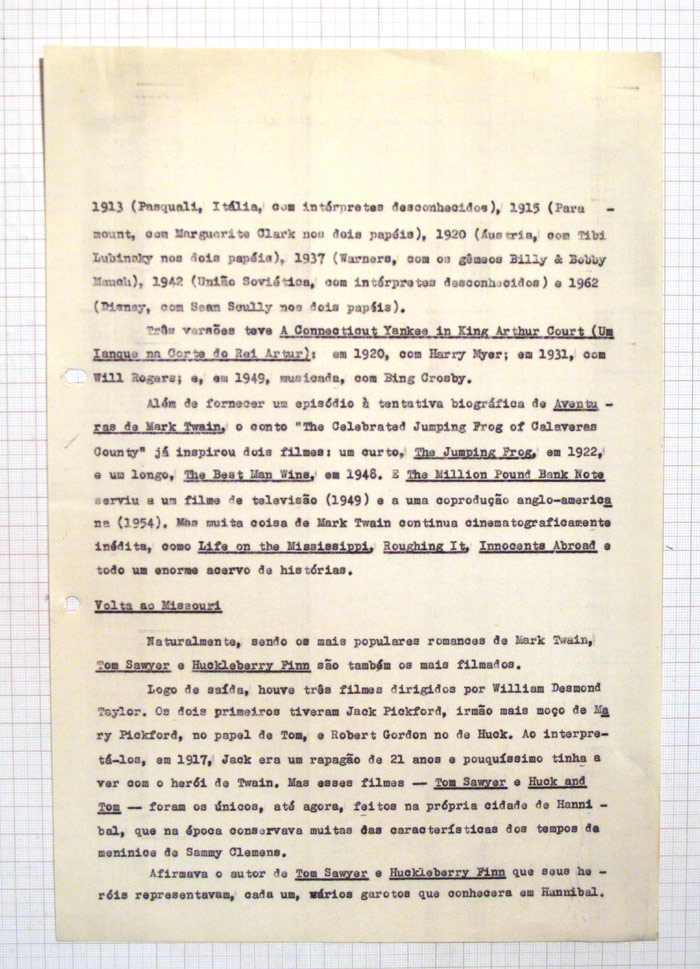 1913 (Pasquali, Itália, com intérpretes desconhecidos), 1915 (Para -
mount, com Marguerite Clark nos dois papéis), 1920 (Áustria, com Tibi
Lubinsky nos dois papéis), 1937 (Warners, com os gêmeos Billy & Bobby
Mauch), 1942 (União Soviética, com intérpretes desconhecidos) e 1962
(Disney, com Sean Scully nos dois papéis).
Três versões teve A Connecticut Yankee in King Arthur Court (Um
Ianque na Corte do Rei Artur): em 1920, com Harry Myer; em 1931, com
Will Rogers; e, em 1949, musicada, com Bing Crosby.
Além de fornecer um episódio à tentativa biográfica de Aventu -
ras de Mark Twain, o conto "The Celebrated Jumping Frog of Calaveras
County" já inspirou dois filmes: um curto, The Jumping Frog, em 1922,
e um longo, The Best Man Wins, em 1948. E The Million Pound Bank Note
serviu a um filme de televisão (1949) e a uma coprodução anglo-america
na (1954). Mas muita coisa de Mark Twain continua cinematograficamente
inédita, como Life on the Mississippi, Roughing It, Innocents Abroad e
todo um enorme acervo de histórias.
Volta ao Missouri
Naturalmente, sendo os mais populares romances de Mark Twain,
Tom Sawyer e Huckleberry Finn são também os mais filmados.
Logo de saída, houve três filmes dirigidos por William Desmond
Taylor. Os dois primeiros tiveram Jack Pickford, irmão mais moço de Ma
ry Pickford, no papel de Tom, e Robert Gordon no de Huck. Ao interpre-
tá-los, em 1917, Jack era um rapagão de 21 anos e pouquíssimo tinha a
ver com o herói de Twain. Mas esses filmes — Tom Sawyer e Huck and
Tom — foram os únicos, até agora, feitos na própria cidade de Hanni -
bal, que na época conservava muitas das características dos tempos da
meninice de Sammy Clemens.
Afirmava o autor de Tom Sawyer e Huckleberry Finn que seus he -
róis representavam, cada um, vários garotos que conhecera em Hannibal.